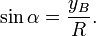 sin α = y_B / R.